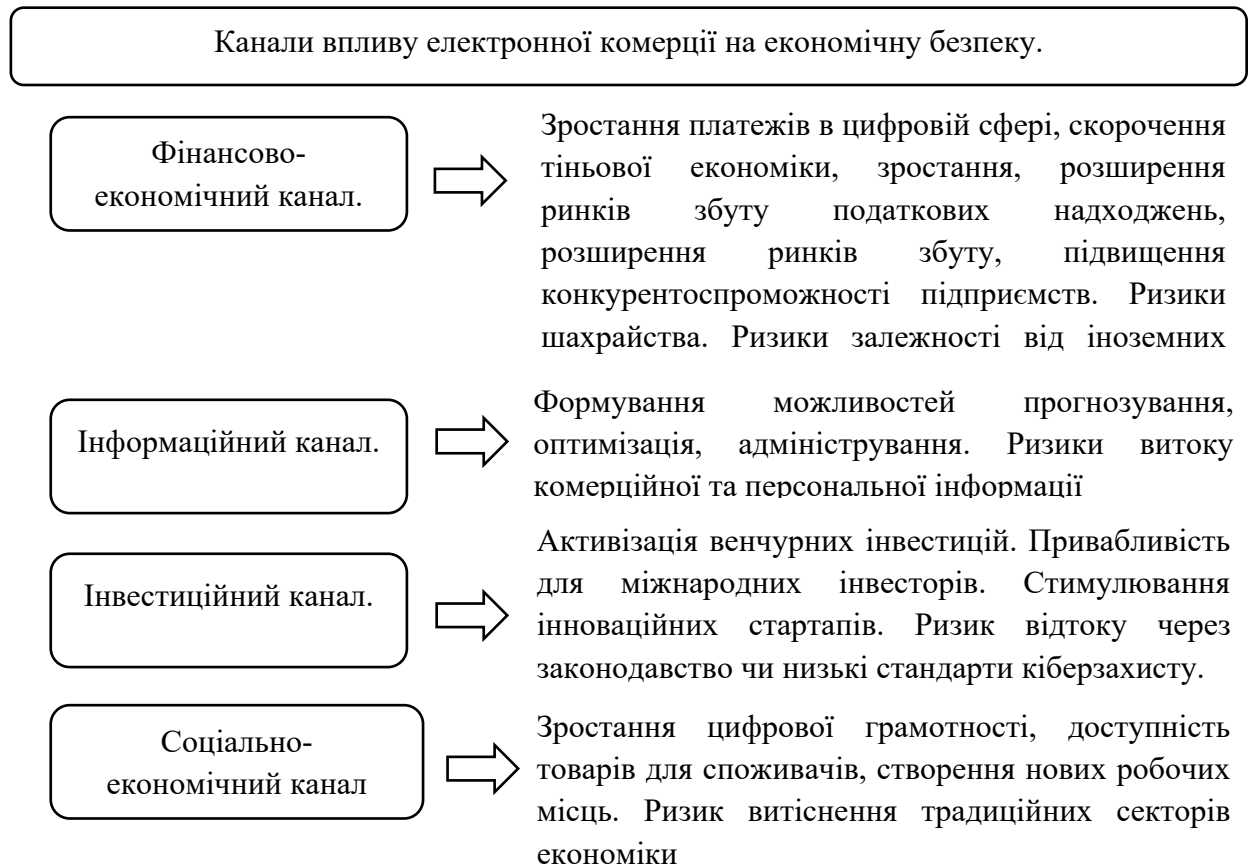 Канали впливу електронної комерції на економічну безпеку.
Фінансово-
економічний канал.
Зростання платежів в цифровій сфері, скорочення
тіньової економіки, зростання, розширення
ринків збуту податкових надходжень,
розширення ринків збуту, підвищення
конкурентоспроможності підприємств. Ризики
шахрайства. Ризики залежності від іноземних
Інформаційний канал.
Формування можливостей прогнозування,
оптимізація, адміністрування. Ризики витоку
комерційної та персональної інформації
Інвестиційний канал.
Активізація венчурних інвестицій. Привабливість
для міжнародних інвесторів. Стимулювання
інноваційних стартапів. Ризик відтоку через
законодавство чи низькі стандарти кіберзахисту.
Соціально-
економічний канал
Зростання цифрової грамотності, доступність
товарів для споживачів, створення нових робочих
місць. Ризик витіснення традиційних секторів
економіки